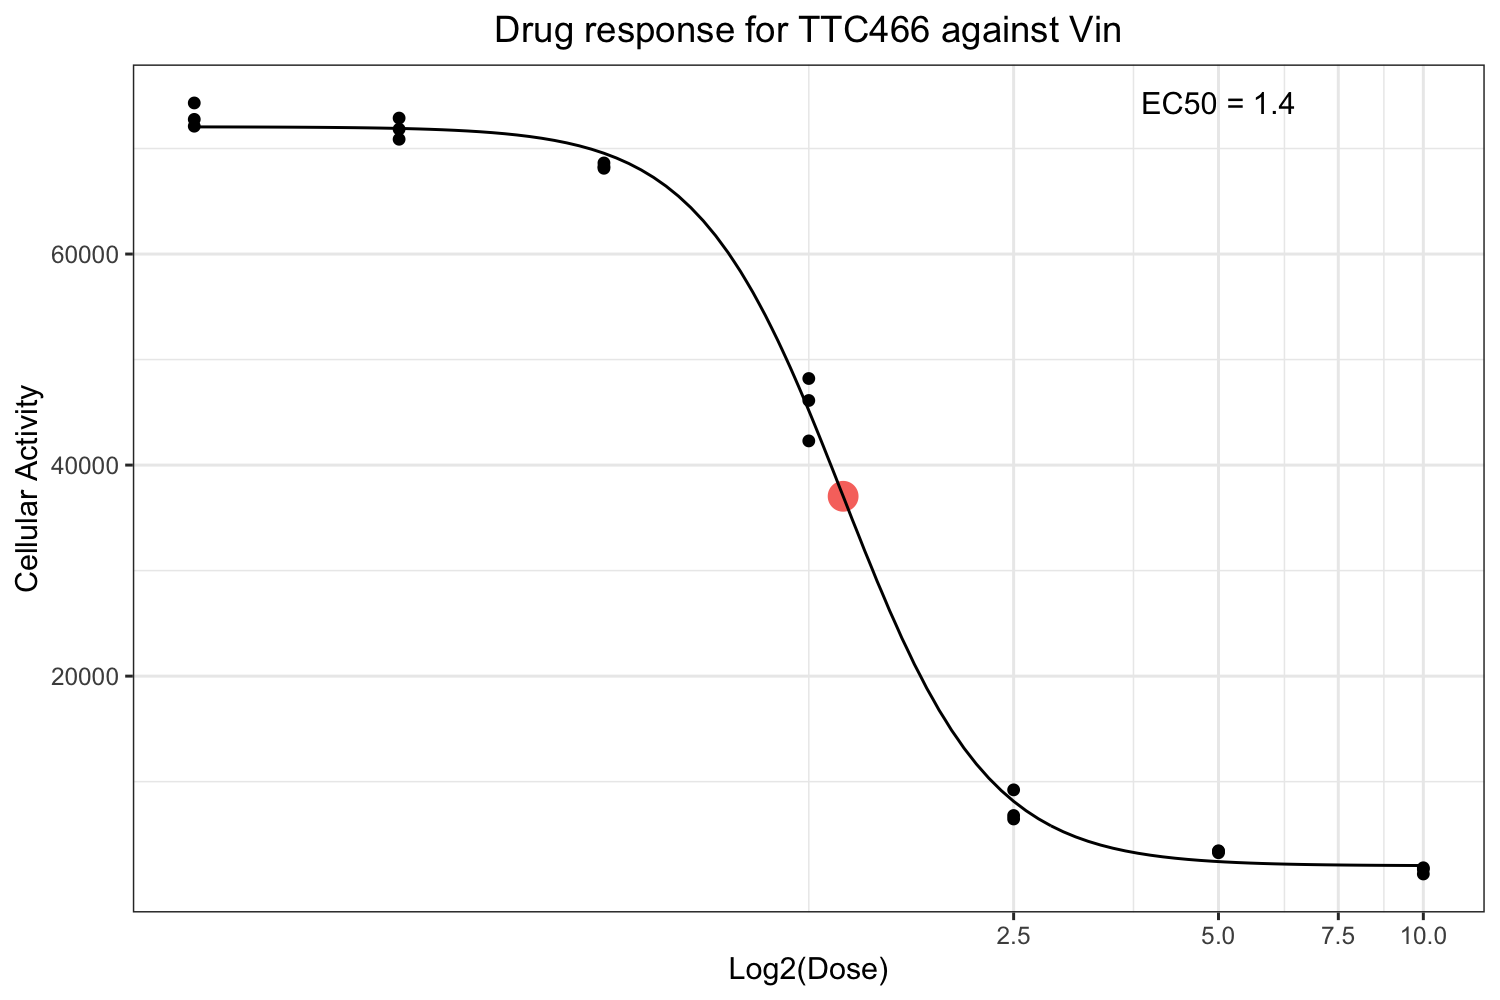 Drug response for TTC466 against Vin
EC50 = 1.4
Cellular Activity
60000
40000
20000
2.5 5.0 7.5 10.0
Log2(Dose)